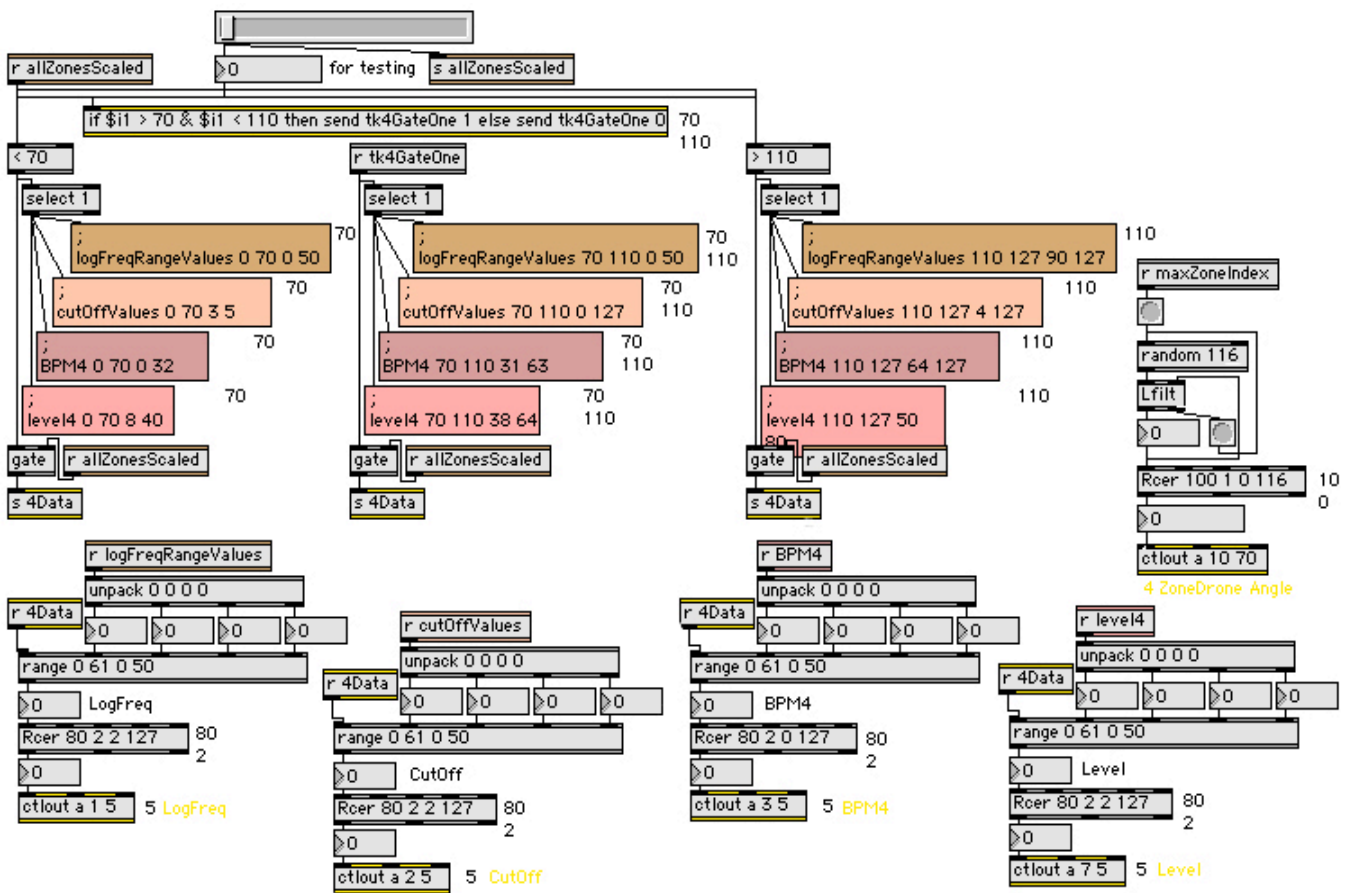 r allZonesScaled
0
for testing
s allZonesScaled
if $i1 > 70 & $i1 < 110 then send tk4GateOne 1 else send tk4GateOne 0
70
110
< 70
select 1
;
logFreqRangeValues 0 70 0 50
70
;
cutOffValues 0 70 3 5
70
;
BPM4 0 70 0 32
70
;
level4 0 70 8 40
70
gate
r allZonesScaled
s 4Data
r tk4GateOne
select 1
;
logFreqRangeValues 70 110 0 50
70
110
;
cutOffValues 70 110 0 127
70
110
;
BPM4 70 110 31 63
70
110
;
level4 70 110 38 64
70
110
gate
r allZonesScaled
s 4Data
> 110
select 1
;
logFreqRangeValues 110 127 90 127
110
;
cutOffValues 110 127 4 127
110
;
BPM4 110 127 64 127
110
;
level4 110 127 50
80
110
gate
r allZonesScaled
s 4Data
r maxZoneIndex
random 116
Lfilt
0
Rcer 100 1 0 116
10
0
0
ctlout a 10 70
4 ZoneDrone Angle
r logFreqRangeValues
unpack 0 0 0 0
r 4Data
0
0
0
0
range 0 61 0 50
0
LogFreq
Rcer 80 2 2 127
80
2
0
ctlout a 1 5
5 LogFreq
r cutOffValues
unpack 0 0 0 0
r 4Data
0
0
0
0
range 0 61 0 50
0
CutOff
Rcer 80 2 2 127
80
2
0
ctlout a 2 5
5 CutOff
r BPM4
unpack 0 0 0 0
r 4Data
0
0
0
0
range 0 61 0 50
0
BPM4
Rcer 80 2 0 127
80
2
0
ctlout a 3 5
5 BPM4
r level4
unpack 0 0 0 0
r 4Data
0
0
0
0
range 0 61 0 50
0
Level
Rcer 80 2 2 127
80
2
0
ctlout a 7 5
5 Level